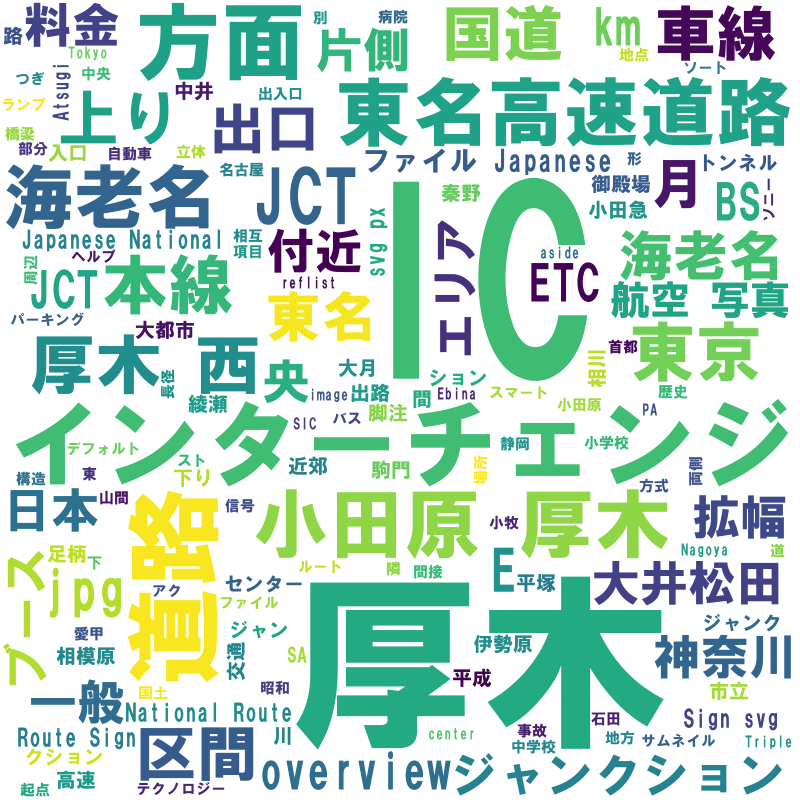 路 料金 方面 別 病院 国道 km 車線
Tokyo 片側 地点
つぎ 中央 Atsugi 上り 中井 出入口 ソート
ランプ 出口 東名高速道路
橋梁
部分 入口 自動車 立体
名古屋 ファイル Japanese 形 トンネル
海老名 JCT 秦野 御殿場 月 BS ソニー
小田急
Japanese National 相互 付近 svg px IC エリア aside 海老名
項目
周辺 ヘルプ reflist ETC
JCT 本線 航空 写真
パーキング 大都市 東名 首都 東京
厚木 西 央 大月 ション 相川
長径 綾瀬 image 出路 間 Ebina スマート 歴史
SIC バス 脚注 小田原 PA
インターチェンジ
デフォルト 静岡 小学校
構造 東 スト 下り 近郊 駒門 場所 両側
山間 方式
日本 道路 信号 小田原 小牧 厚木 拡幅
ブース 足柄 下 ルート 隣 間接 Nagoya 道
jpg アク センター E 平塚 大井松田
ファイル
愛甲 ジャン 厚木 ジャンク
相模原 交通 SA 伊勢原 神奈川
一般 国土 昭和 平成 市立
National Route 石田 Sign svg
Route Sign 川 center 事故 地方 サムネイル Triple
クション 区間 中学校
起点 高速 テクノロジー overview ジャンクション